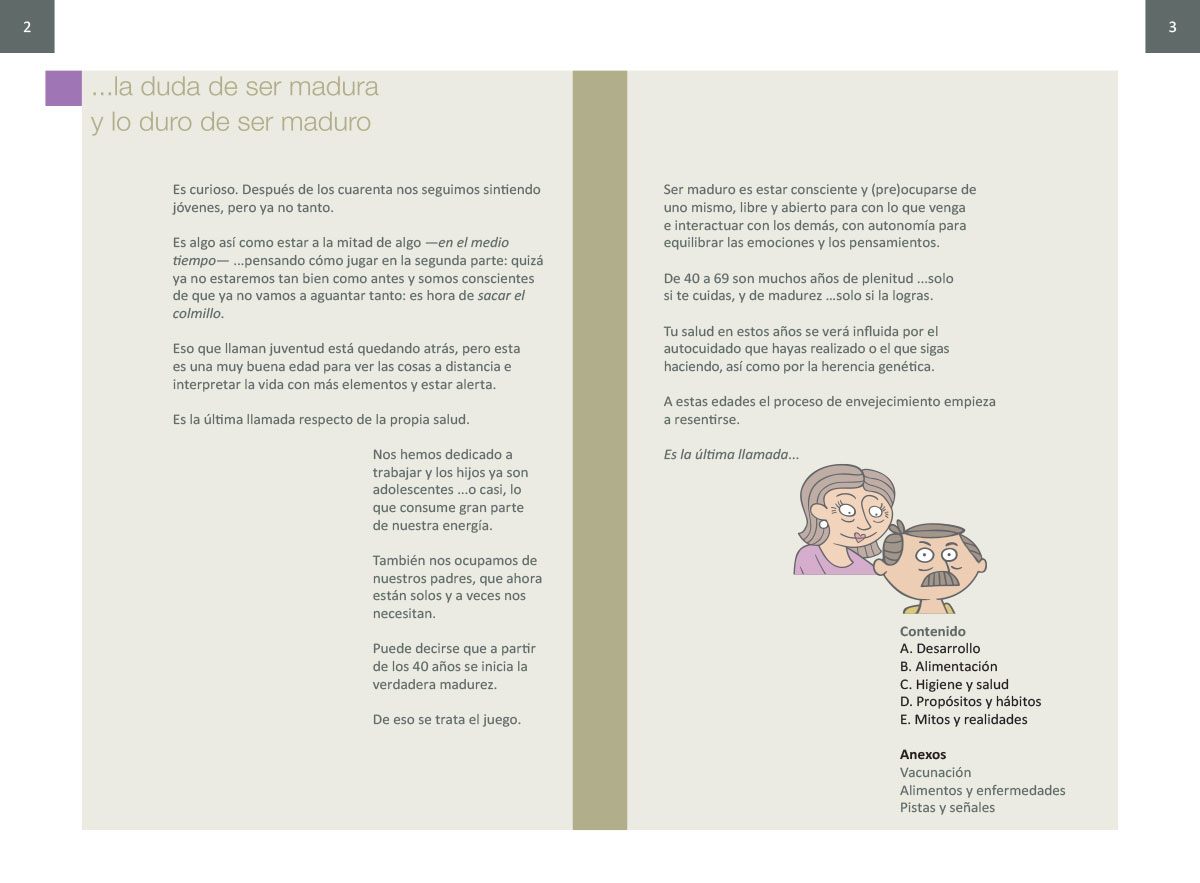 2
...la duda de ser madura
y lo duro de ser maduro
Es curioso. Después de los cuarenta nos seguimos sintiendo
jóvenes, pero ya no tanto.
Es algo así como estar a la mitad de algo —en el medio
tiempo— ...pensando cómo jugar en la segunda parte: quizá
ya no estaremos tan bien como antes y somos conscientes
de que ya no vamos a aguantar tanto: es hora de sacar el
colmillo.
Eso que llaman juventud está quedando atrás, pero esta
es una muy buena edad para ver las cosas a distancia e
interpretar la vida con más elementos y estar alerta.
Es la última llamada respecto de la propia salud.
Nos hemos dedicado a
trabajar y los hijos ya son
adolescentes ...o casi, lo
que consume gran parte
de nuestra energía.
También nos ocupamos de
nuestros padres, que ahora
están solos y a veces nos
necesitan.
Puede decirse que a partir
de los 40 años se inicia la
verdadera madurez.
De eso se trata el juego.
3
Ser maduro es estar consciente y (pre)ocuparse de
uno mismo, libre y abierto para con lo que venga
e interactuar con los demás, con autonomía para
equilibrar las emociones y los pensamientos.
De 40 a 69 son muchos años de plenitud ...solo
si te cuidas, y de madurez ...solo si la logras.
Tu salud en estos años se verá influida por el
autocuidado que hayas realizado o el que sigas
haciendo, así como por la herencia genética.
A estas edades el proceso de envejecimiento empieza
a resentirse.
Es la última llamada...
Contenido
A. Desarrollo
B. Alimentación
C. Higiene y salud
D. Propósitos y hábitos
E. Mitos y realidades
Anexos
Vacunación
Alimentos y enfermedades
Pistas y señales